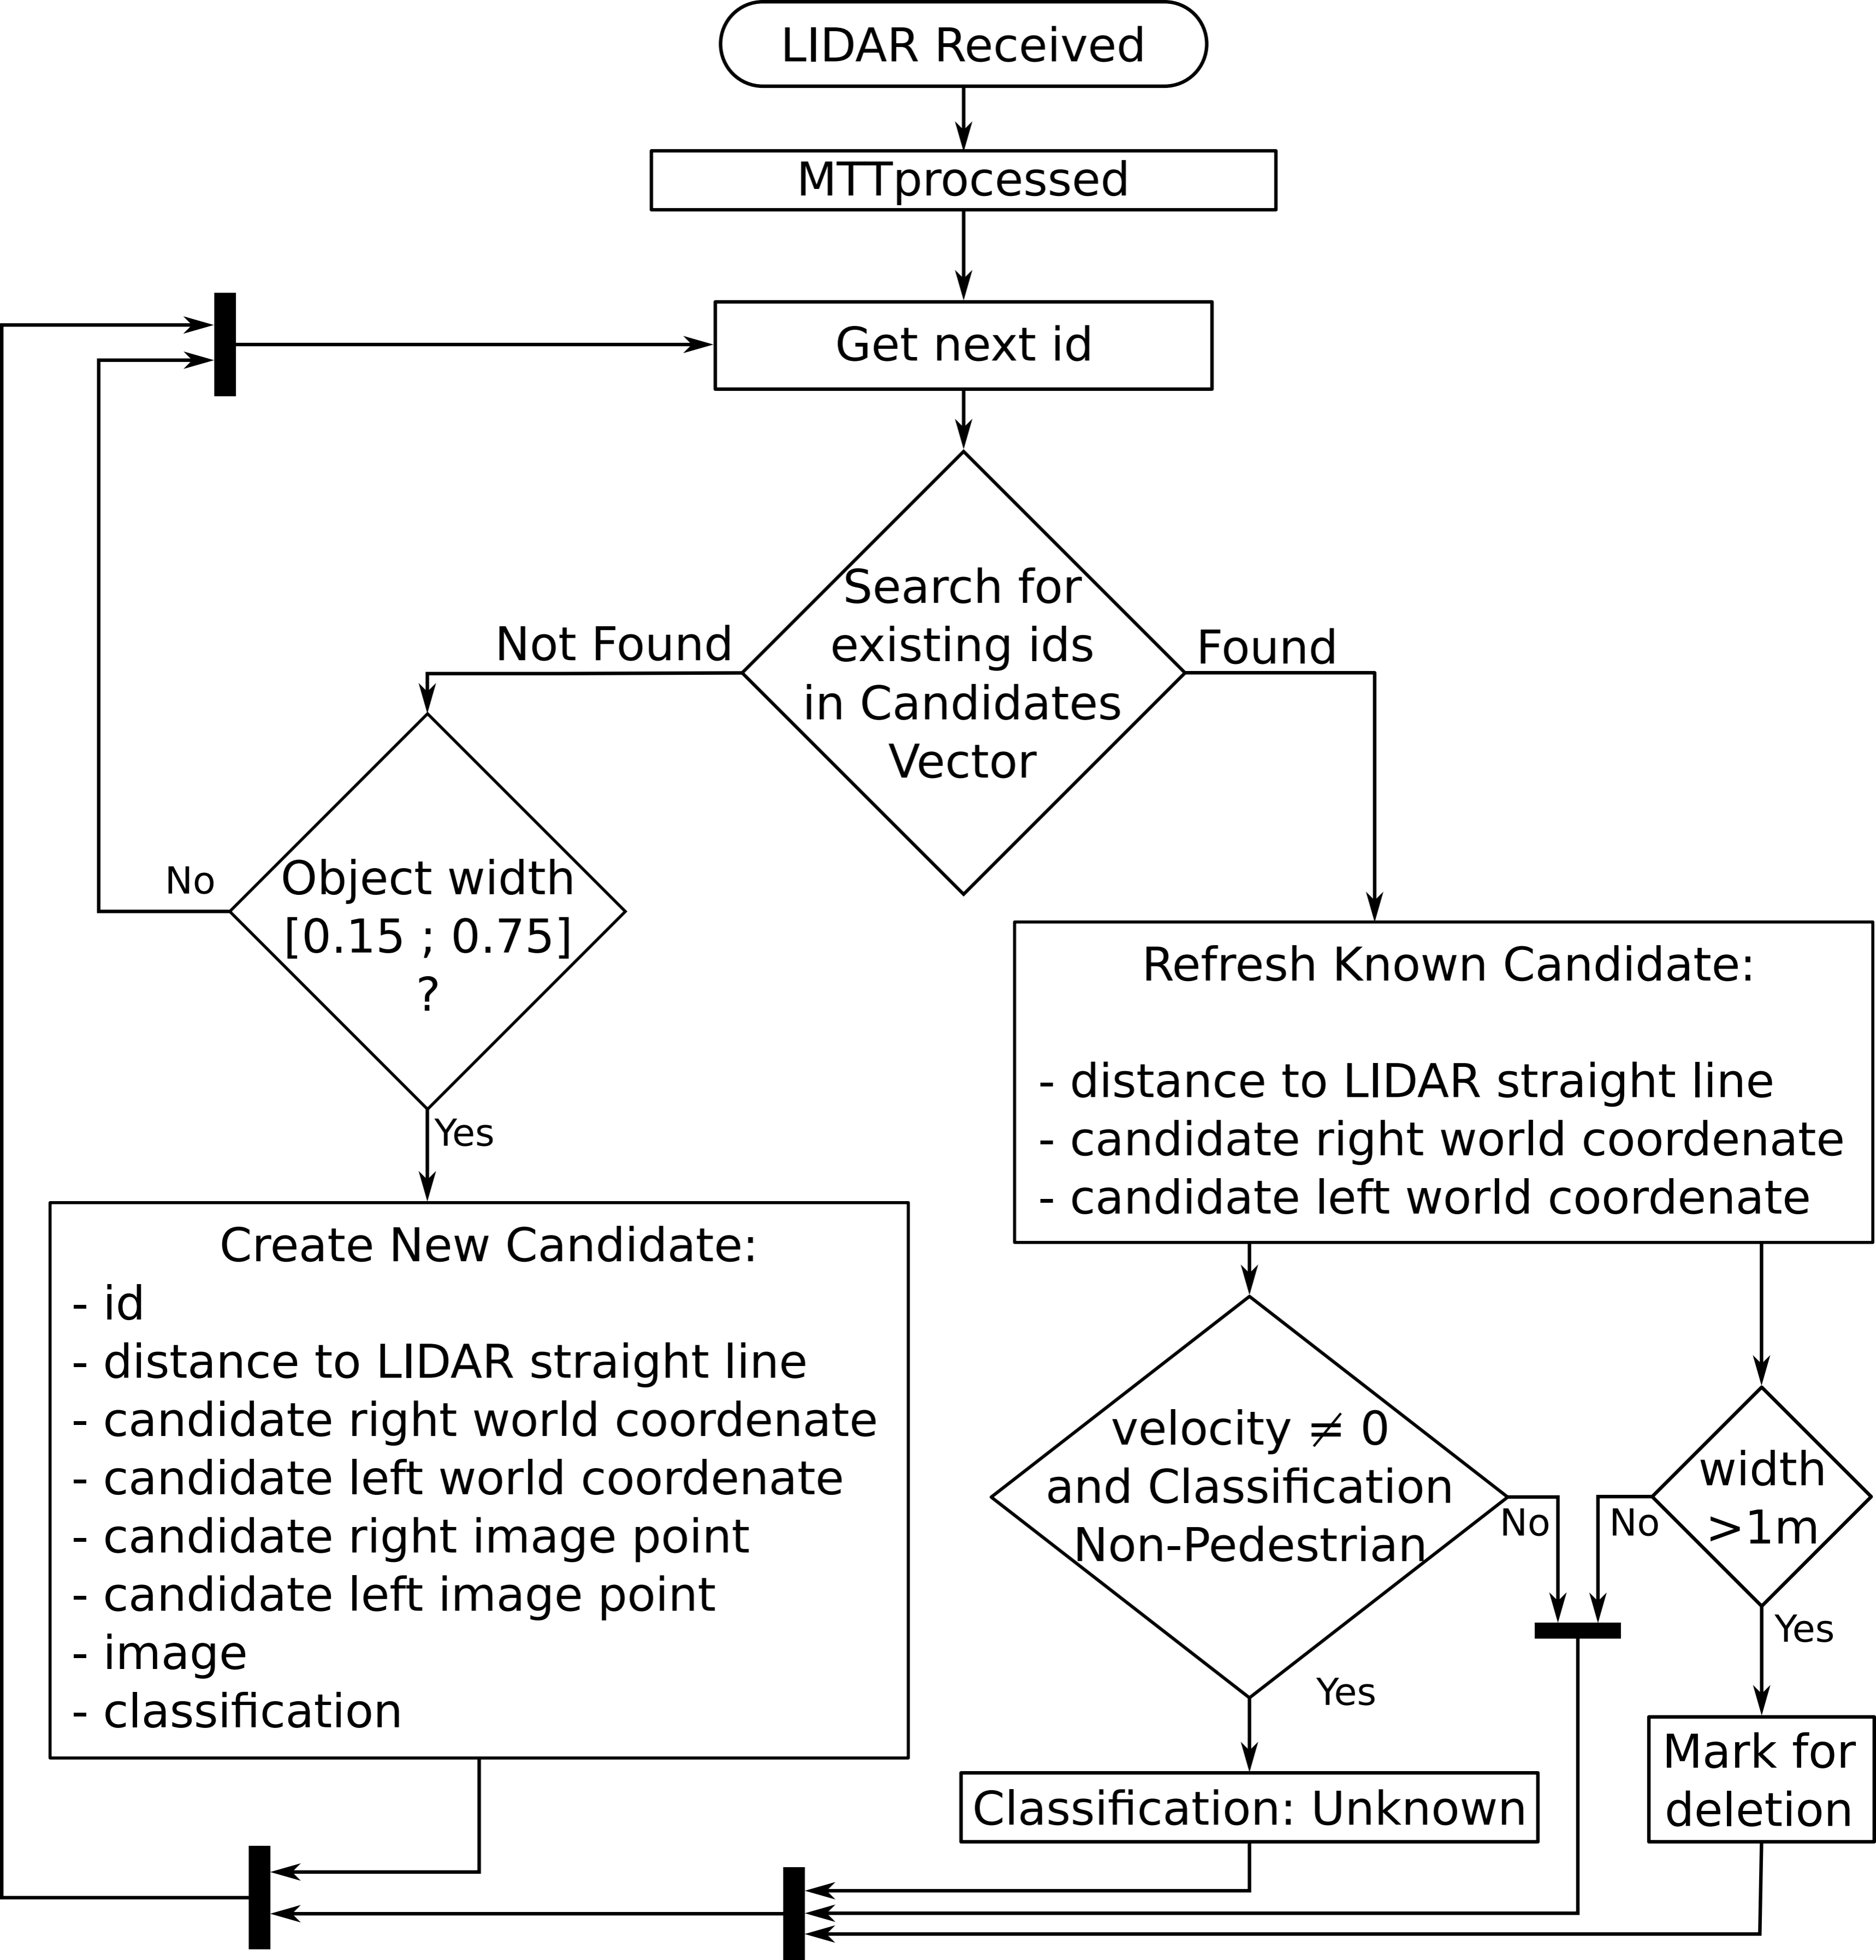 LIDAR Received
MTTprocessed
Get next id
Search for
existing ids
in Candidates
Vector
Not Found
Found
Object width
[0.15 ; 0.75]
?
No
Yes
Refresh Known Candidate:
- distance to LIDAR straight line
- candidate right world coordenate
- candidate left world coordenate
Create New Candidate:
- id
- distance to LIDAR straight line
- candidate right world coordenate
- candidate left world coordenate
- candidate right image point
- candidate left image point
- image
- classification
velocity ≠ 0
and Classification
Non-Pedestrian
No
Yes
width
>1m
No
Yes
Classification: Unknown
Mark for
deletion